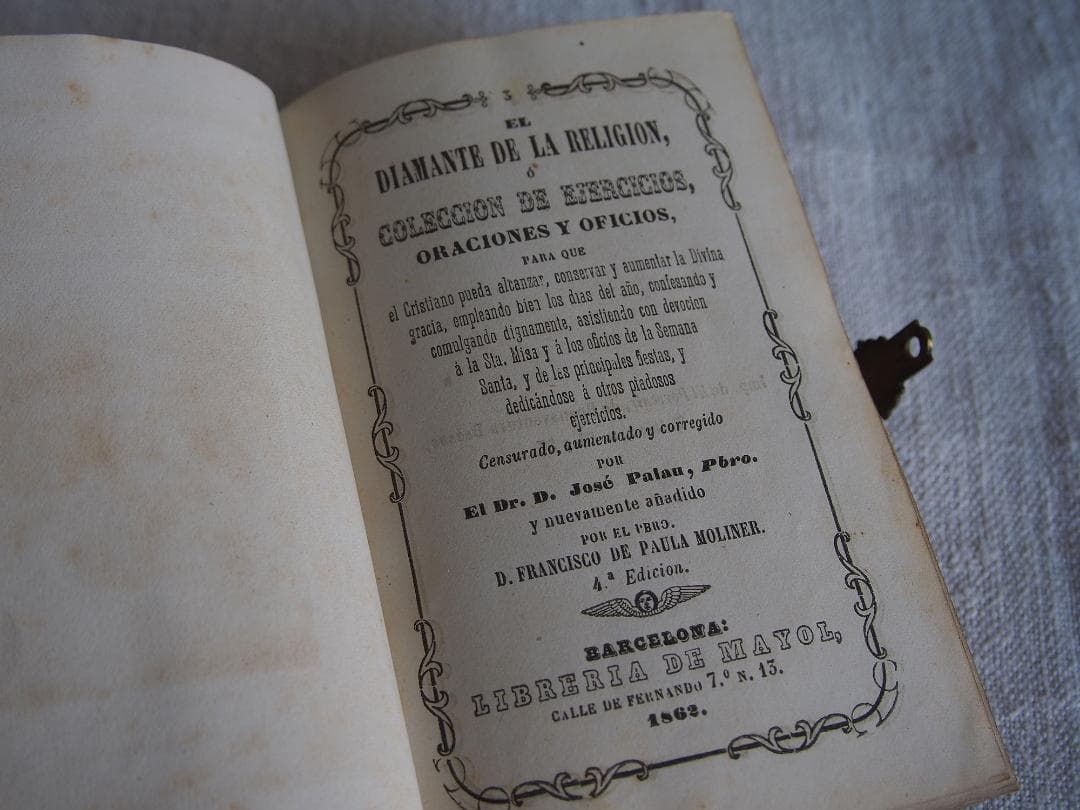 EL
DIAMANTE DE LA RELIGION,
Ó
COLECCION DE EJERCICIOS,
ORACIONES Y OFICIOS,
PARA QUE
el Cristiano pueda alcanzar, conservar y aumentar la Divina
gracia, empleando bien los dias del año, confesando y
comulgando dignamente, asistiendo con devocion
á la Sta. Misa y á los oficios de la Semana
Santa, y de las principales fiestas, y
dedicándose á otros piadosos
ejercicios.
Censurado, aumentado y corregido
POR
El Dr. D. José Palau, Pbro.
y nuevamente añadido
POR EL PBRO.
D. FRANCISCO DE PAULA MOLINER.
4.ª Edicion.
BARCELONA:
LIBRERIA DE MAYOL,
CALLE DE FERNANDO 7.º N. 13.
1862.